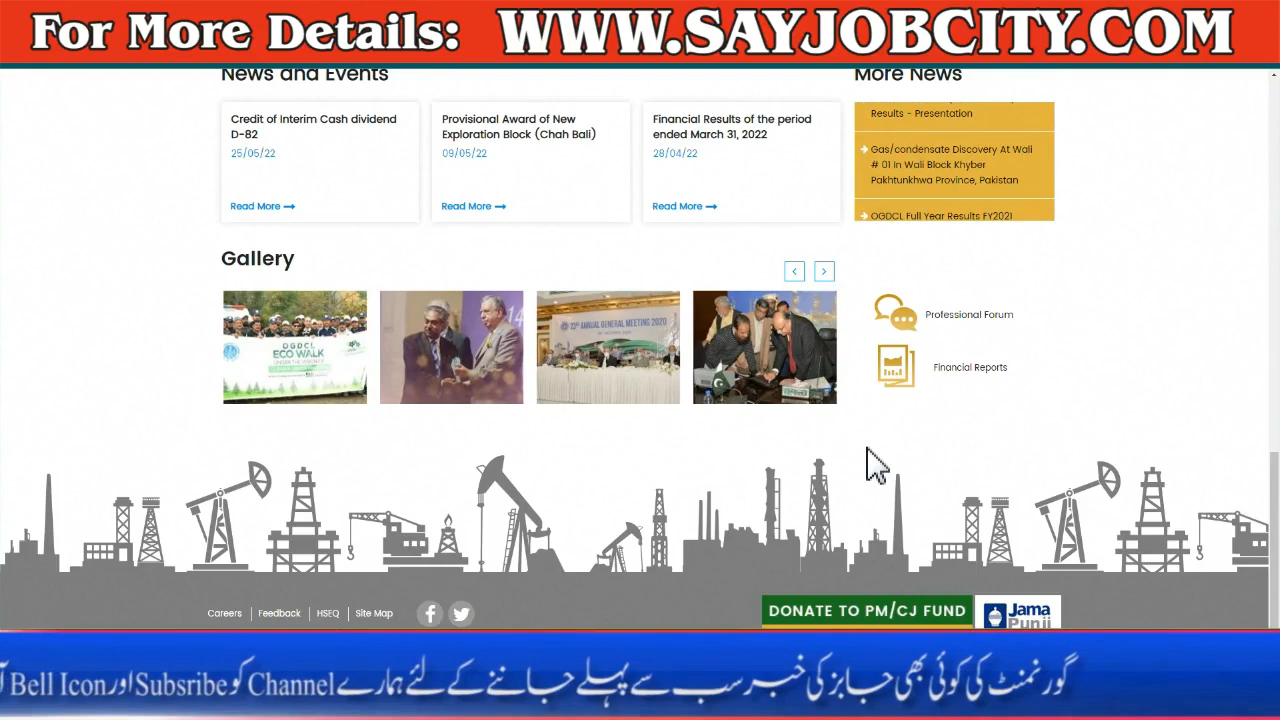 For More Details: WWW.SAYJOBCITY.COM
News and Events
Credit of Interim Cash dividend
D-82
25/05/22
Read More
Provisional Award of New
Exploration Block (Chah Bali)
09/05/22
Read More
Financial Results of the period
ended March 31, 2022
28/04/22
Read More
More News
Results - Presentation
Gas/condensate Discovery At Wali
# 01 In Wali Block Khyber
Pakhtunkhwa Province, Pakistan
OGDCL Full Year Results FY2021
Gallery
OGDCL
ECO WALK
23rd ANNUAL GENERAL MEETING 2020
14
Professional Forum
Financial Reports
Careers
Feedback
HSEQ
Site Map
DONATE TO PM/CJ FUND
Jama
Punji
گورنمنٹ کی کوئی بھی جابز کی خبر سب سے پہلے جاننے کے لئے ہمارے Channel کو Subsribe اور Bell Icon